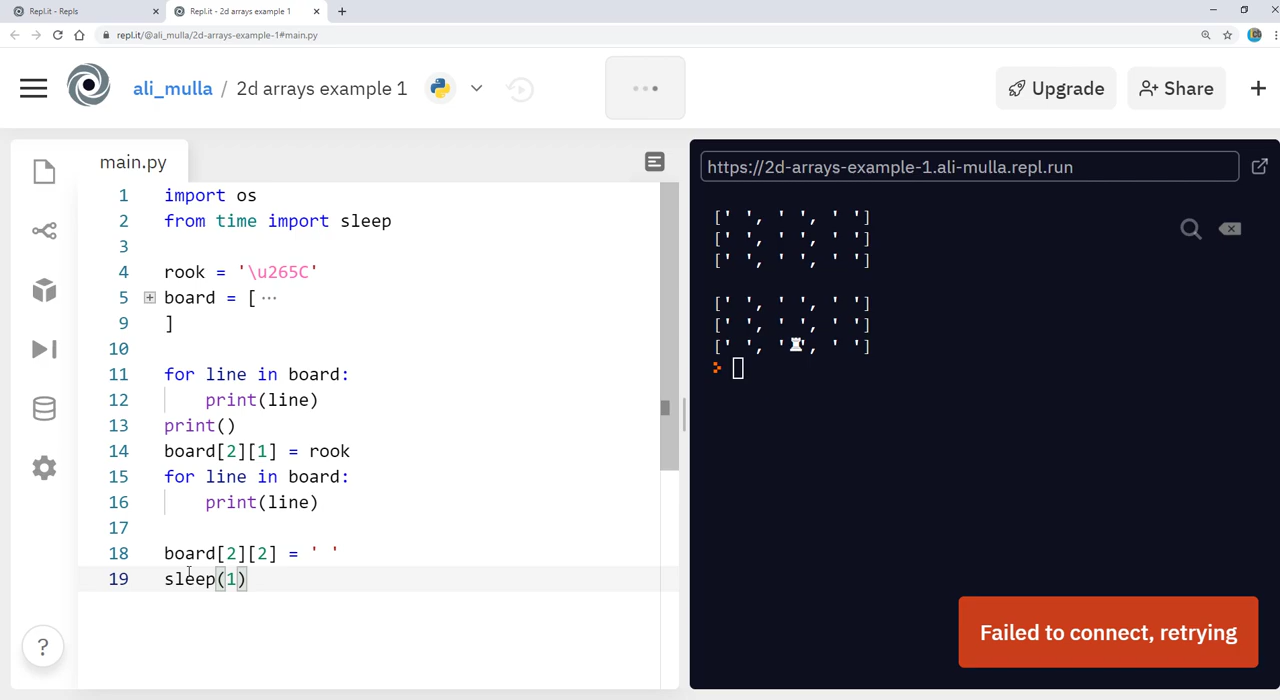 Repl.it - Repls
Repl.it - 2d arrays example 1
repl.it/@ali_mulla/2d-arrays-example-1#main.py
ali_mulla / 2d arrays example 1
Upgrade
Share
main.py
1 import os
2 from time import sleep
3
4 rook = '\u265C'
5 board = [ ···
9 ]
10
11 for line in board:
12 print(line)
13 print()
14 board[2][1] = rook
15 for line in board:
16 print(line)
17
18 board[2][2] = ' '
19 sleep(1)
?
https://2d-arrays-example-1.ali-mulla.repl.run
[' ', ' ', ' ']
[' ', ' ', ' ']
[' ', ' ', ' ']
[' ', ' ', ' ']
[' ', ' ', ' ']
[' ', '♜', ' ']
>
Failed to connect, retrying